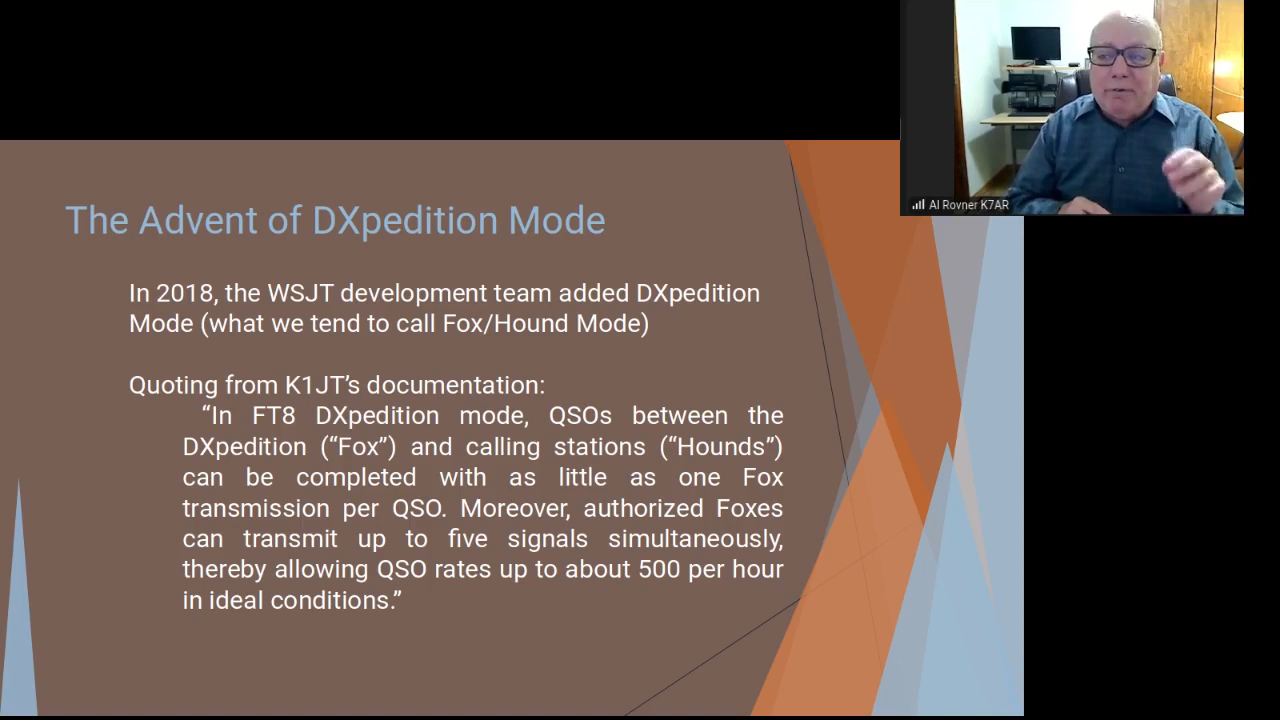 Al Rovner K7AR
The Advent of DXpedition Mode
In 2018, the WSJT development team added DXpedition
Mode (what we tend to call Fox/Hound Mode)
Quoting from K1JT’s documentation:
“In FT8 DXpedition mode, QSOs between the
DXpedition (“Fox”) and calling stations (“Hounds”)
can be completed with as little as one Fox
transmission per QSO. Moreover, authorized Foxes
can transmit up to five signals simultaneously,
thereby allowing QSO rates up to about 500 per hour
in ideal conditions.”